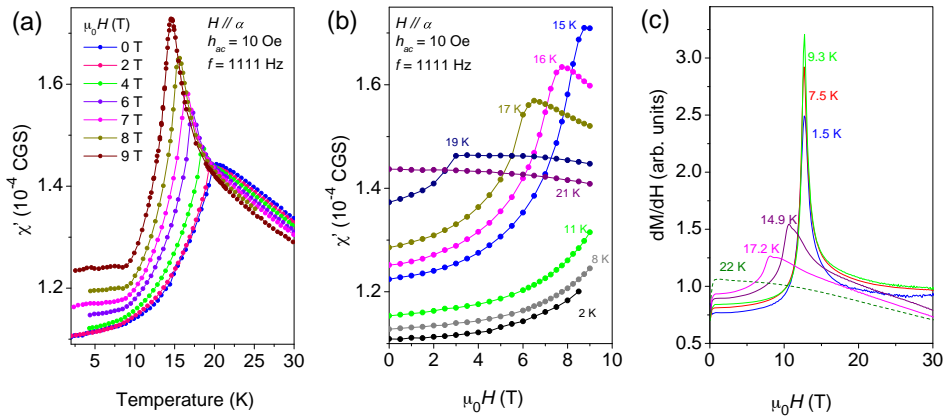 (a)
μ₀H (T)
0 T
2 T
4 T
6 T
7 T
8 T
9 T
H // α
h_ac = 10 Oe
f = 1111 Hz
χ' (10⁻⁴ CGS)
1.6
1.4
1.2
5 10 15 20 25 30
Temperature (K)
(b)
H // α
h_ac = 10 Oe
f = 1111 Hz
15 K
16 K
17 K
19 K
21 K
11 K
8 K
2 K
χ' (10⁻⁴ CGS)
1.6
1.4
1.2
0 2 4 6 8 10
μ₀H (T)
(c)
9.3 K
7.5 K
1.5 K
14.9 K
17.2 K
22 K
dM/dH (arb. units)
3.0
2.5
2.0
1.5
1.0
0.5
0 10 20 30
μ₀H (T)